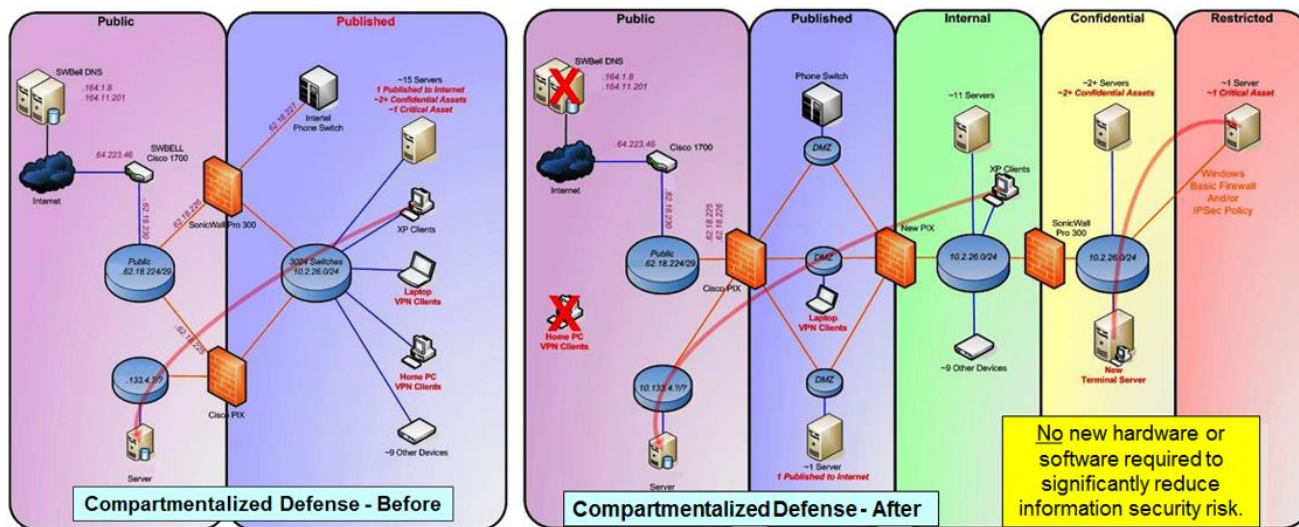 Public
Published
SWBell DNS
.164.1.8
.164.11.201
.64.223.46
SWBELL
Cisco 1700
Internet
.62.18.230
.62.18.226
.62.18.227
Intertel
Phone Switch
SonicWall Pro 300
Public
.62.18.224/29
.62.18.225
Cisco PIX
.133.4.?/?
Server
~15 Servers
1 Published to Internet
~2+ Confidential Assets
~1 Critical Asset
XP Clients
3024 Switches
10.2.26.0/24
Laptop
VPN Clients
Home PC
VPN Clients
~9 Other Devices
Compartmentalized Defense - Before
Public
Published
Internal
Confidential
Restricted
SWBell DNS
.164.1.8
.164.11.201
.64.223.46
Cisco 1700
Internet
.62.18.230
.62.18.225
.62.18.226
Public
.62.18.224/29
Cisco PIX
Home PC
VPN Clients
10.133.4.?/?
Server
Phone Switch
DMZ
DMZ
Laptop
VPN Clients
DMZ
~1 Server
1 Published to Internet
New PIX
~11 Servers
XP Clients
10.2.26.0/24
~9 Other Devices
SonicWall
Pro 300
~2+ Servers
~2+ Confidential Assets
10.2.26.0/24
New
Terminal Server
~1 Server
~1 Critical Asset
Windows
Basic Firewall
And/or
IPSec Policy
No new hardware or
software required to
significantly reduce
information security risk.
Compartmentalized Defense - After